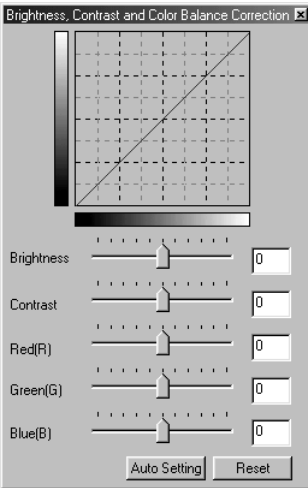 Brightness, Contrast and Color Balance Correction
Brightness 0
Contrast 0
Red(R) 0
Green(G) 0
Blue(B) 0
Auto Setting Reset